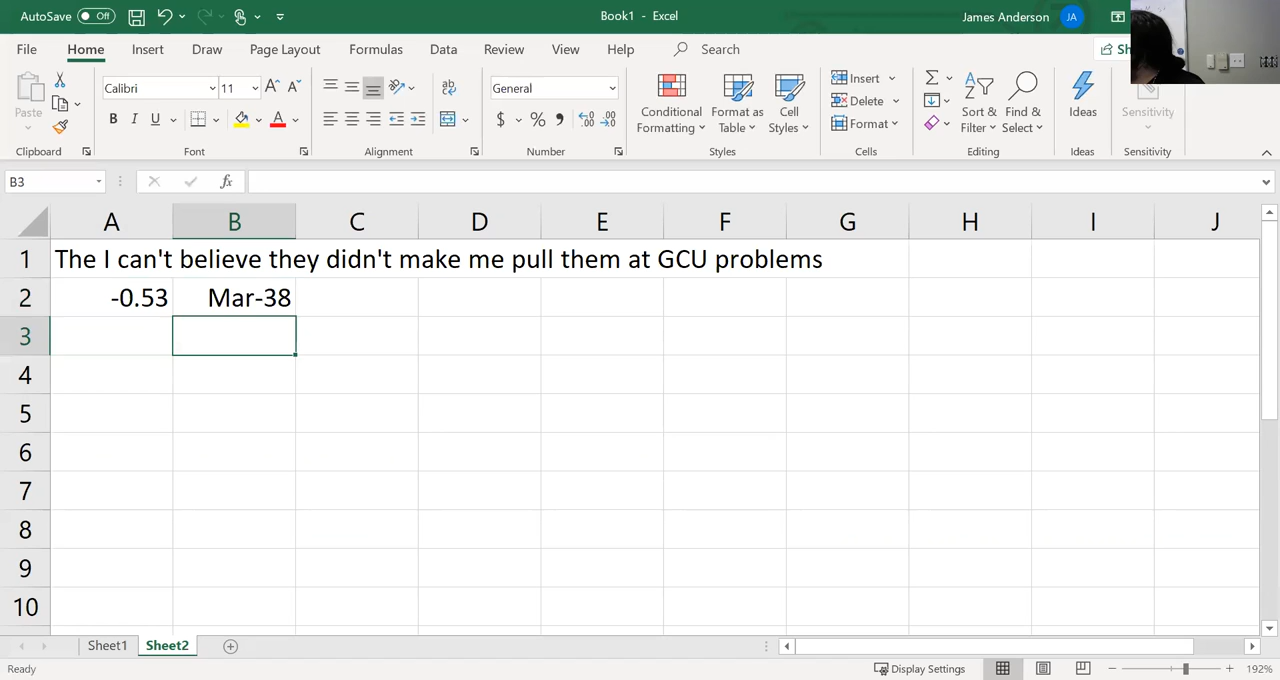 AutoSave Off Book1 - Excel James Anderson JA
File Home Insert Draw Page Layout Formulas Data Review View Help Search Sh
Paste
Clipboard
Calibri 11
B I U
A A A
Font
Alignment
General
$ % 9
Number
Conditional Formatting
Format as Table
Cell Styles
Styles
Insert
Delete
Format
Cells
Sort & Filter
Find & Select
Editing
Ideas
Ideas
Sensitivity
Sensitivity
B3 fx
A B C D E F G H I J
1 The I can't believe they didn't make me pull them at GCU problems
2 -0.53 Mar-38
3
4
5
6
7
8
9
10
Sheet1 Sheet2
Ready Display Settings 192%